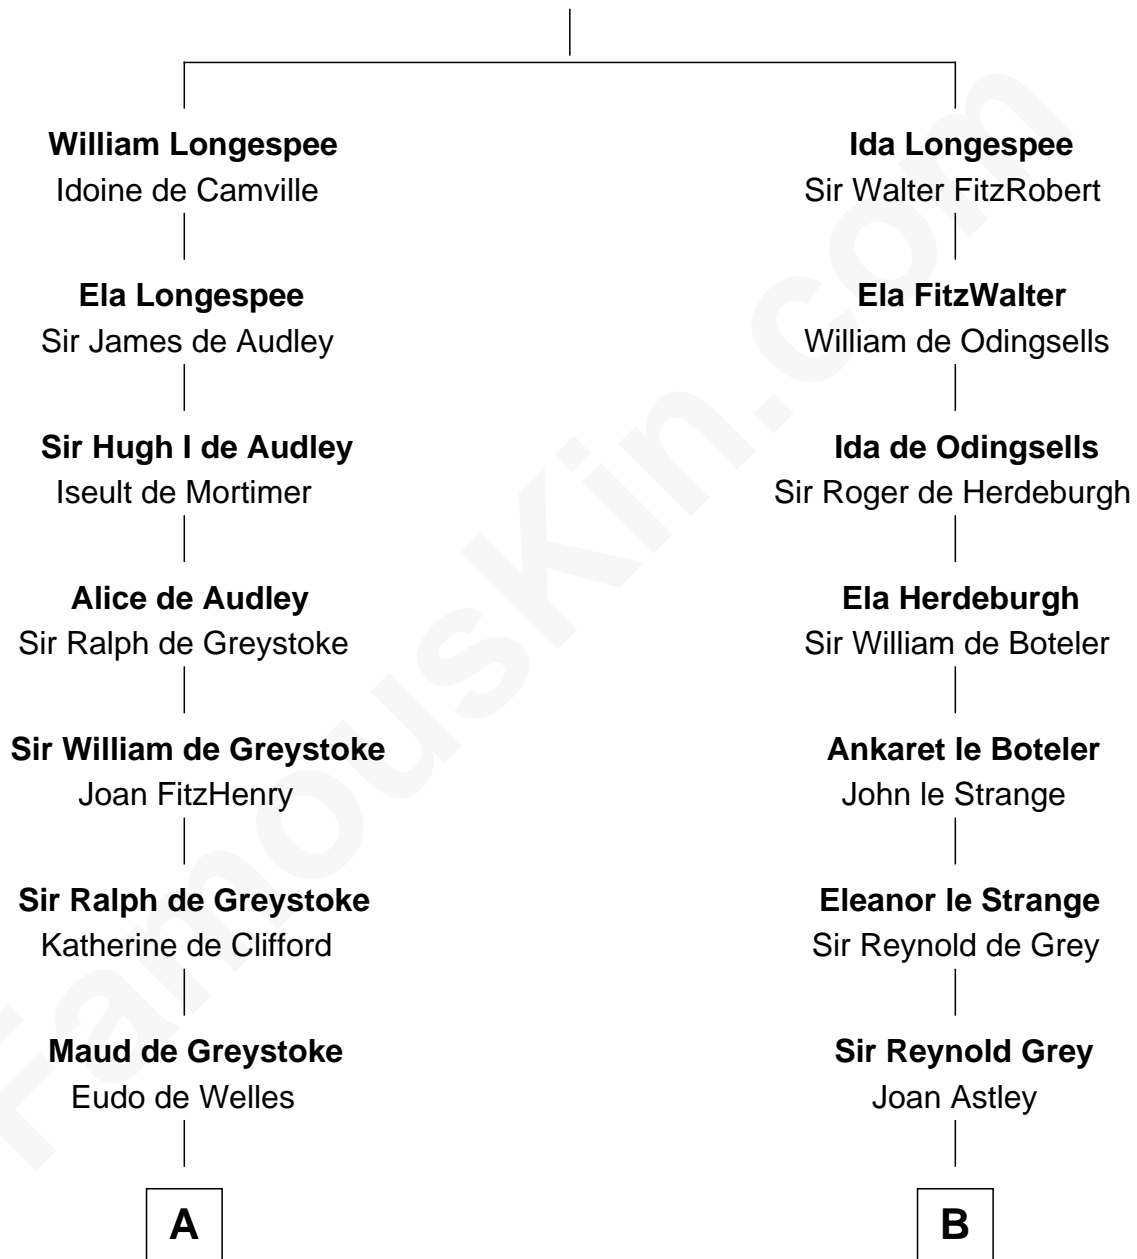 William Longespee
Idoine de Camville
Ida Longespee
Sir Walter FitzRobert
Ela Longespee
Sir James de Audley
Ela FitzWalter
William de Odingsells
Sir Hugh I de Audley
Iseult de Mortimer
Ida de Odingsells
Sir Roger de Herdeburgh
Alice de Audley
Sir Ralph de Greystoke
Ela Herdeburgh
Sir William de Boteler
Sir William de Greystoke
Joan FitzHenry
Ankaret le Boteler
John le Strange
Sir Ralph de Greystoke
Katherine de Clifford
Eleanor le Strange
Sir Reynold de Grey
Maud de Greystoke
Eudo de Welles
Sir Reynold Grey
Joan Astley
A
B
FamousKin.com